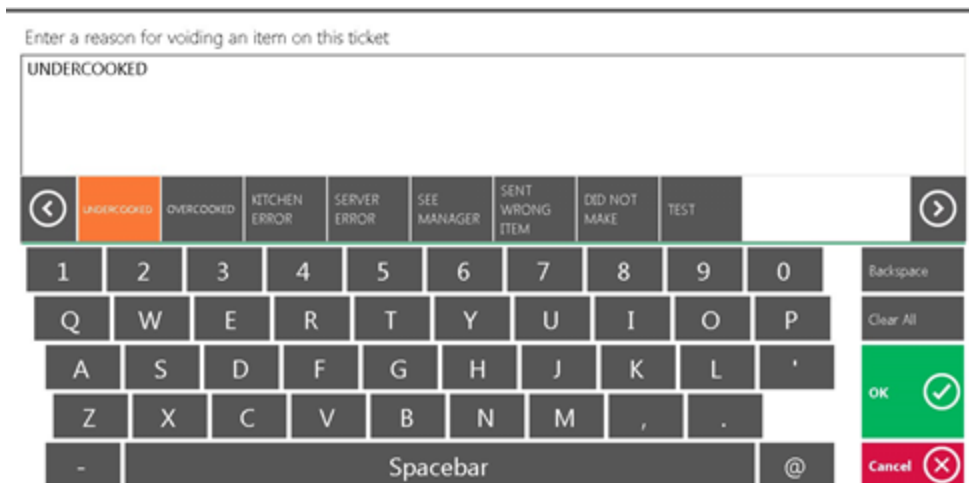 Enter a reason for voiding an item on this ticket
UNDERCOOKED
UNDERCOOKED
OVERCOOKED
KITCHEN
ERROR
SERVER
ERROR
SEE
MANAGER
SENT
WRONG
ITEM
DID NOT
MAKE
TEST
1 2 3 4 5 6 7 8 9 0
Backspace
Q W E R T Y U I O P
Clear All
A S D F G H J K L '
OK
Z X C V B N M , .
- Spacebar @
Cancel